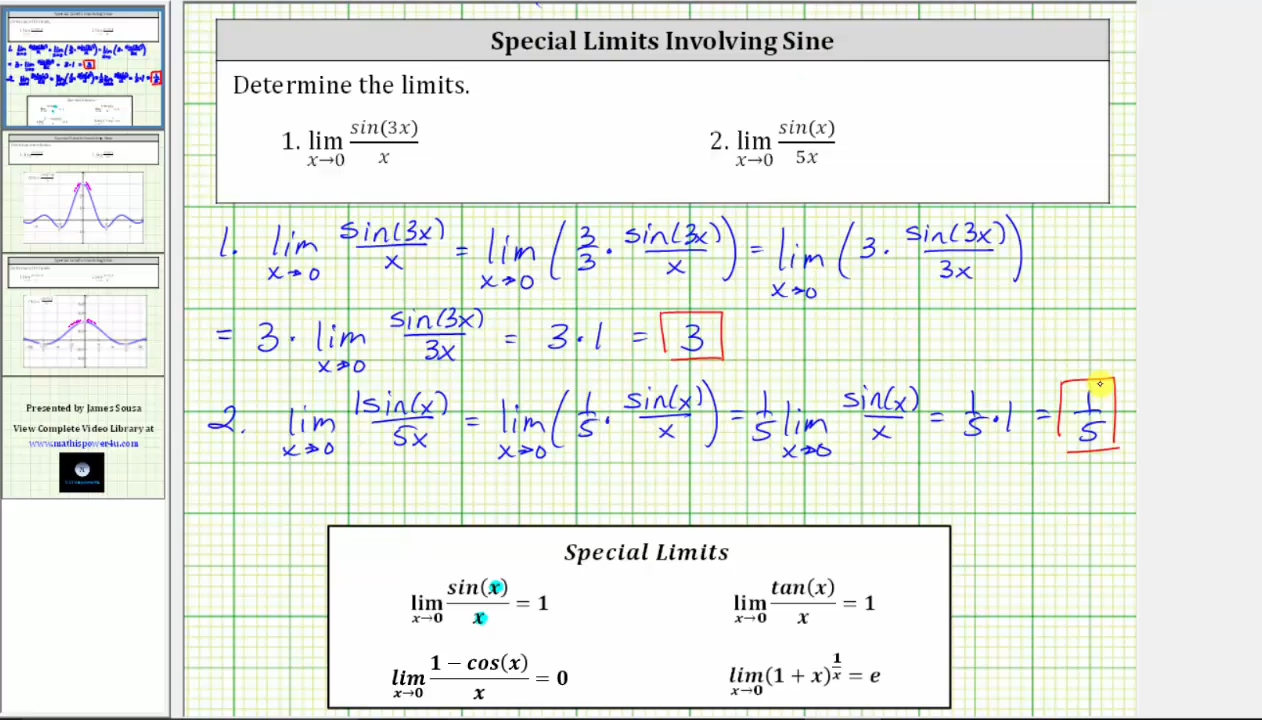 Special Limits Involving Sine
Determine the limits.
1. lim x→0 sin(3x)/x
2. lim x→0 sin(x)/5x
1. lim x→0 sin(3x)/x = lim x→0 (3/3 · sin(3x)/x) = lim x→0 (3 · sin(3x)/3x)
= 3 · lim x→0 sin(3x)/3x = 3 · 1 = 3
2. lim x→0 1sin(x)/5x = lim x→0 (1/5 · sin(x)/x) = 1/5 lim x→0 sin(x)/x = 1/5 · 1 = 1/5
Special Limits
lim x→0 sin(x)/x = 1
lim x→0 tan(x)/x = 1
lim x→0 1 − cos(x)/x = 0
lim x→0 (1 + x)^1/x = e
Presented by James Sousa
View Complete Video Library at
www.mathispower4u.com